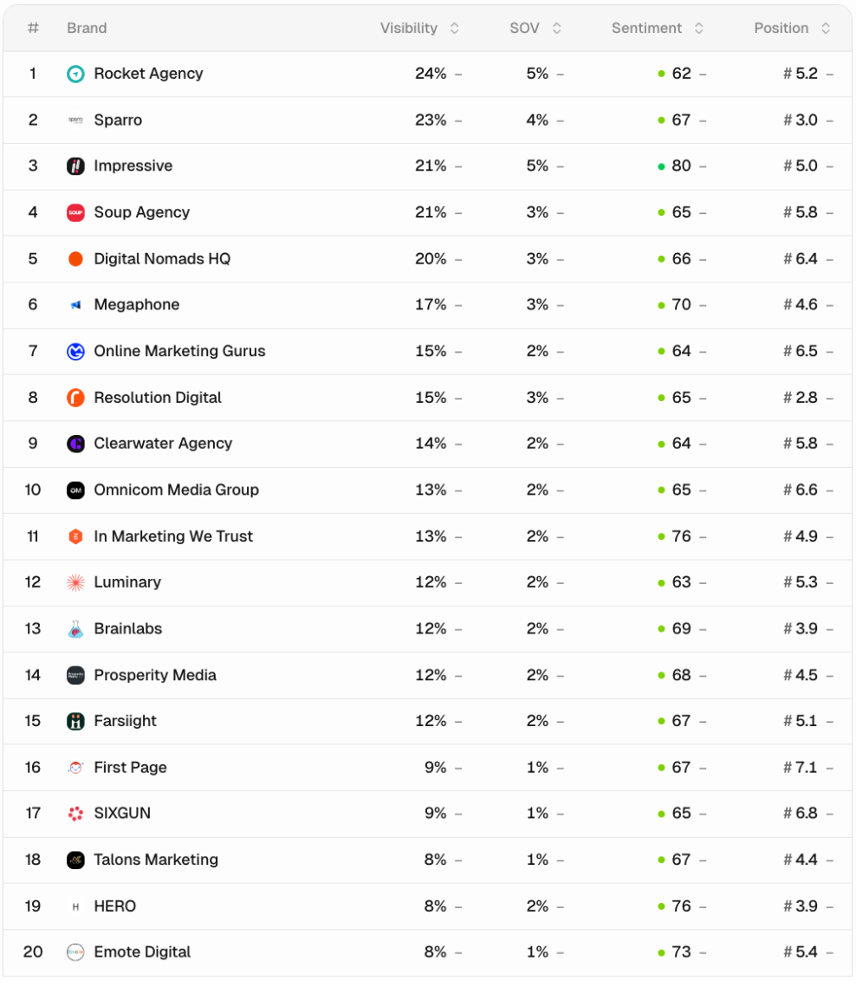 # Brand Visibility SOV Sentiment Position
1 Rocket Agency 24% – 5% – 62 – # 5.2 –
2 sparro Sparro 23% – 4% – 67 – # 3.0 –
3 Impressive 21% – 5% – 80 – # 5.0 –
4 SOUP Soup Agency 21% – 3% – 65 – # 5.8 –
5 Digital Nomads HQ 20% – 3% – 66 – # 6.4 –
6 Megaphone 17% – 3% – 70 – # 4.6 –
7 Online Marketing Gurus 15% – 2% – 64 – # 6.5 –
8 Resolution Digital 15% – 3% – 65 – # 2.8 –
9 Clearwater Agency 14% – 2% – 64 – # 5.8 –
10 OM Omnicom Media Group 13% – 2% – 65 – # 6.6 –
11 In Marketing We Trust 13% – 2% – 76 – # 4.9 –
12 Luminary 12% – 2% – 63 – # 5.3 –
13 Brainlabs 12% – 2% – 69 – # 3.9 –
14 Prosperity Media 12% – 2% – 68 – # 4.5 –
15 Farsiight 12% – 2% – 67 – # 5.1 –
16 First Page 9% – 1% – 67 – # 7.1 –
17 SIXGUN 9% – 1% – 65 – # 6.8 –
18 Talons Marketing 8% – 1% – 67 – # 4.4 –
19 H HERO 8% – 2% – 76 – # 3.9 –
20 Emote Digital 8% – 1% – 73 – # 5.4 –